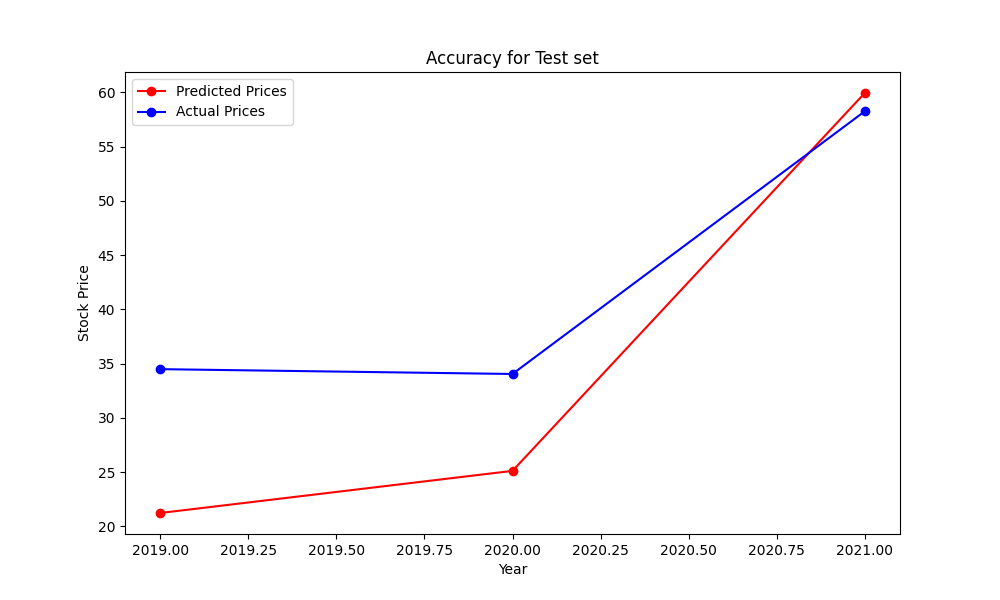 Accuracy for Test set
Predicted Prices
Actual Prices
60
55
50
45
40
35
30
25
20
Stock Price
2019.00 2019.25 2019.50 2019.75 2020.00 2020.25 2020.50 2020.75 2021.00
Year